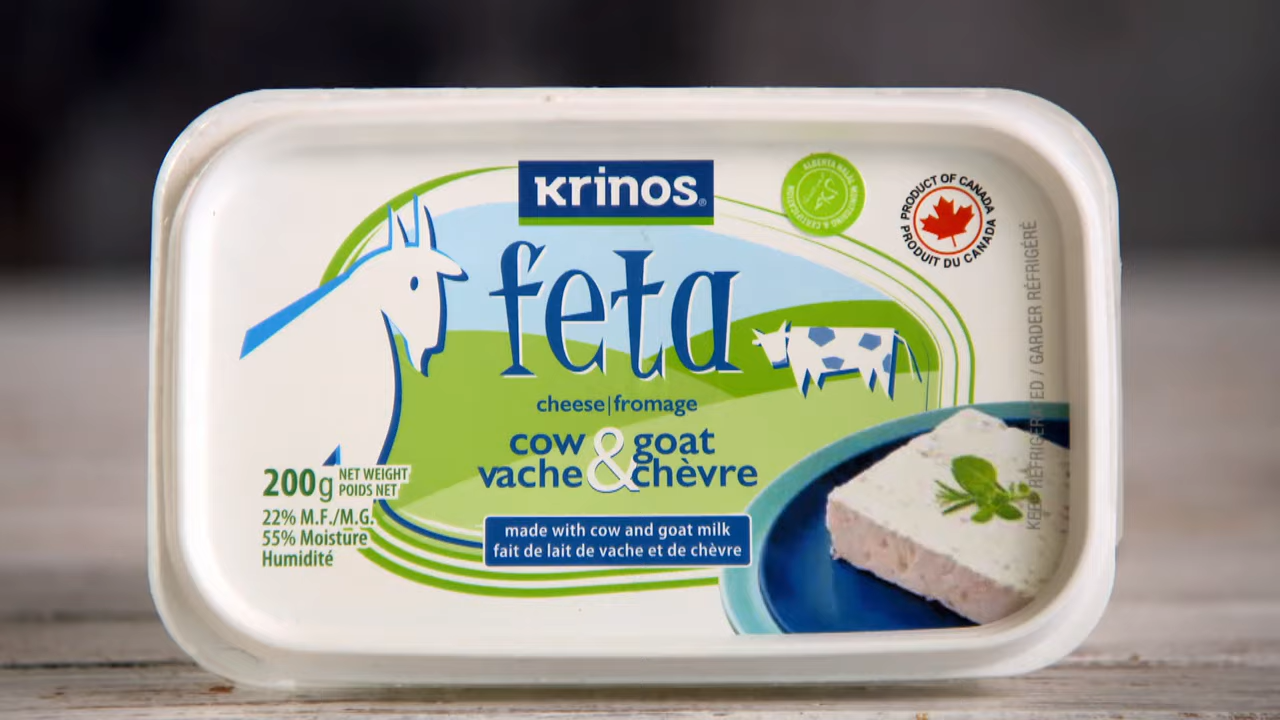 Krinos®
feta
cheese|fromage
cow & goat
vache & chèvre
made with cow and goat milk
fait de lait de vache et de chèvre
200g NET WEIGHT
POIDS NET
22% M.F./M.G.
55% Moisture
Humidité
PRODUCT OF CANADA
PRODUIT DU CANADA
REFRIGERATED / GARDER RÉFRIGÉRÉ